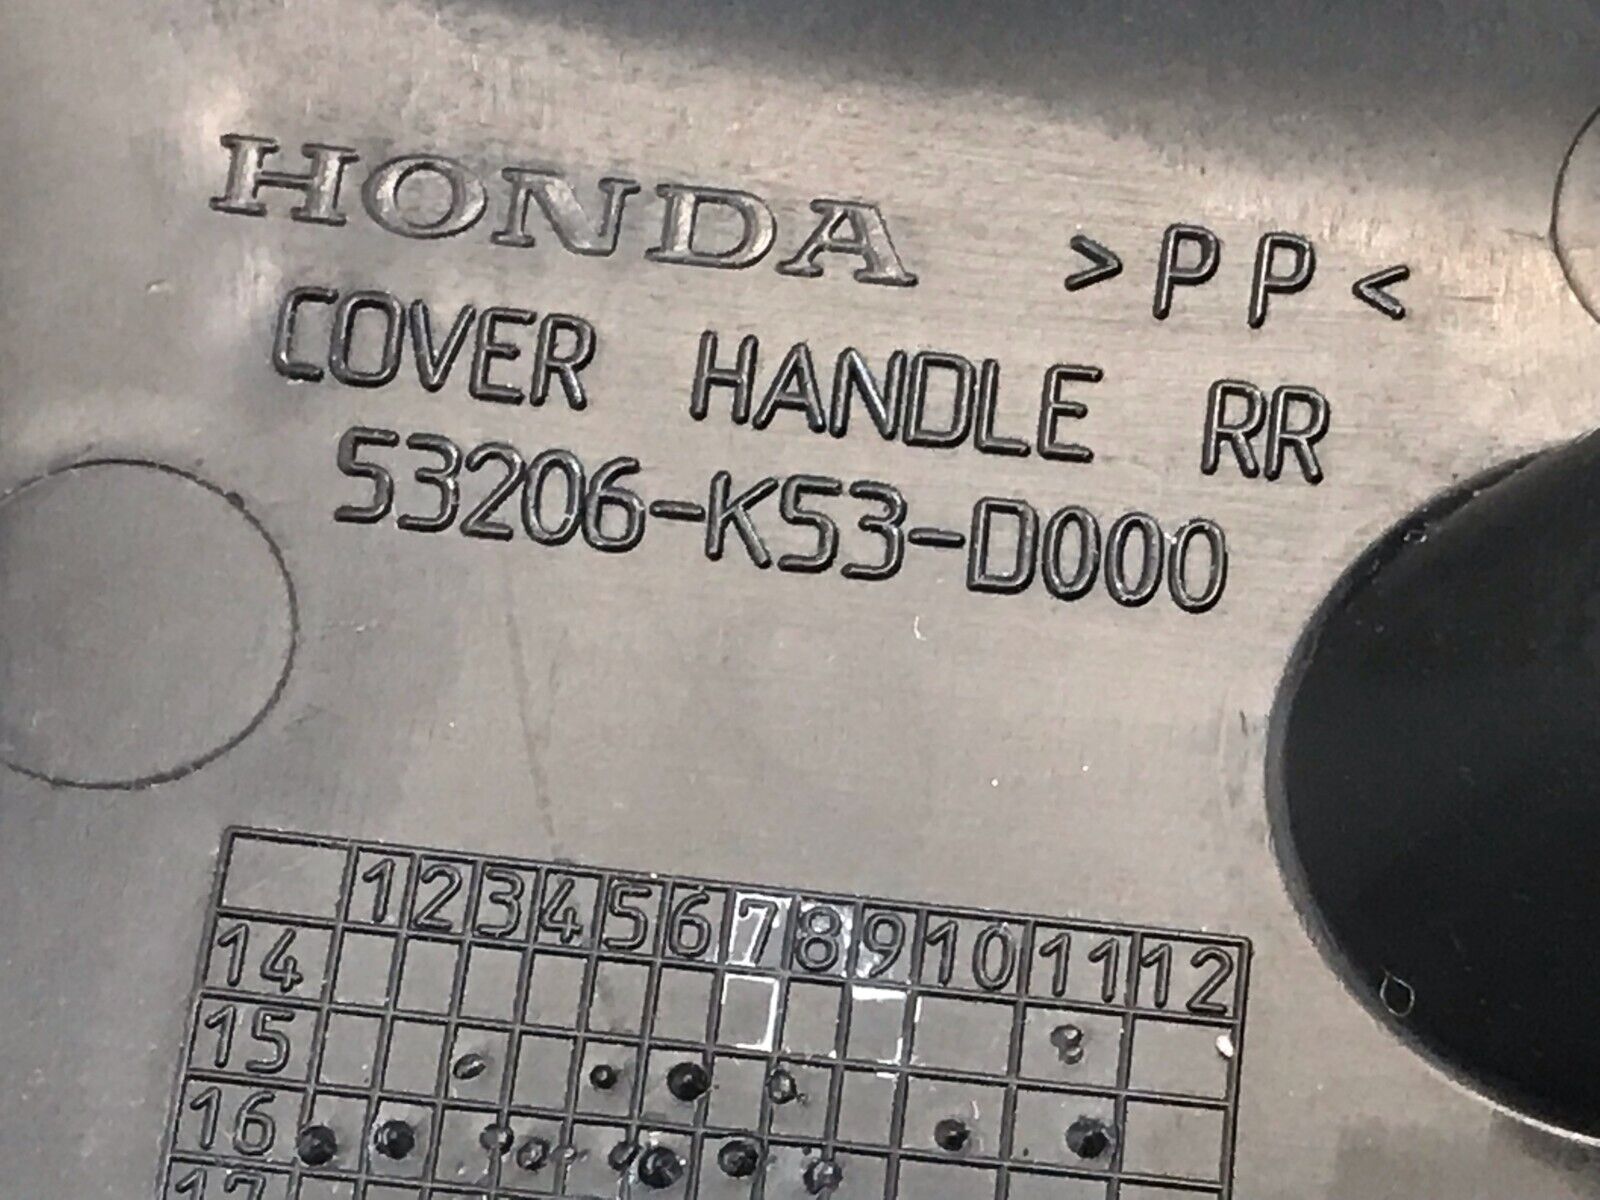 HONDA >PP<
COVER HANDLE RR
53206-K53-D000
1 2 3 4 5 6 7 8 9 10 11 12
14
15
16
17